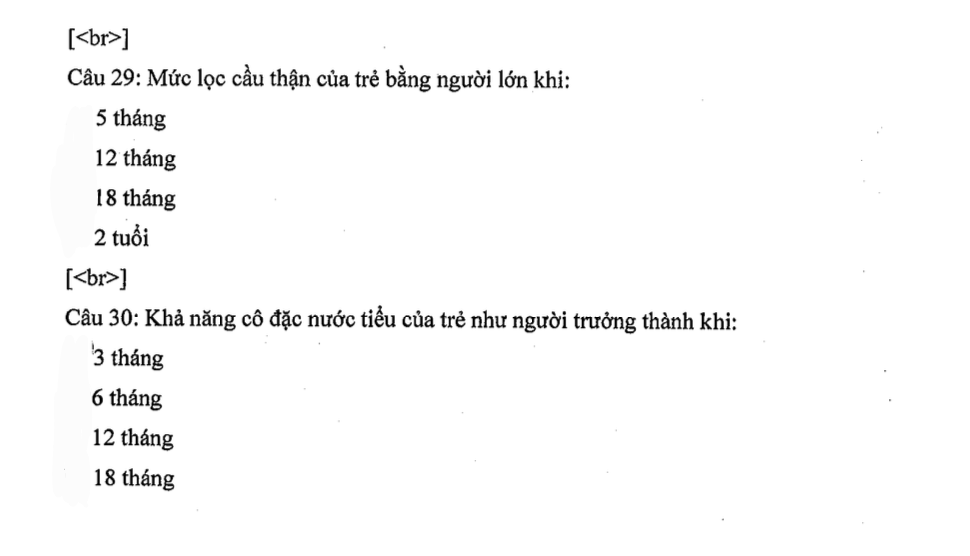 [<br>]
Câu 29: Mức lọc cầu thận của trẻ bằng người lớn khi:
5 tháng
12 tháng
18 tháng
2 tuổi
[<br>]
Câu 30: Khả năng cô đặc nước tiểu của trẻ như người trưởng thành khi:
3 tháng
6 tháng
12 tháng
18 tháng